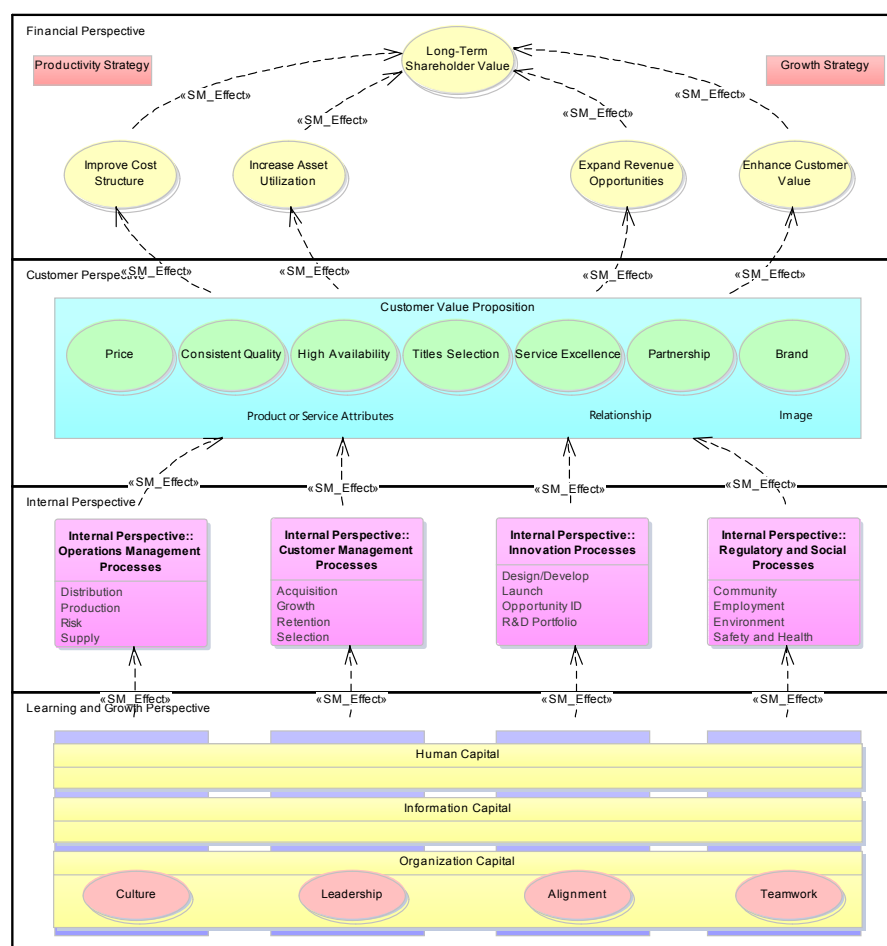 Financial Perspective
Long-Term
Shareholder Value
Productivity Strategy
Growth Strategy
«SM_Effect»
«SM_Effect»
«SM_Effect»
«SM_Effect»
Improve Cost
Structure
Increase Asset
Utilization
Expand Revenue
Opportunities
Enhance Customer
Value
Customer Perspective
«SM_Effect»
«SM_Effect»
«SM_Effect»
«SM_Effect»
Customer Value Proposition
Price
Consistent Quality
High Availability
Titles Selection
Service Excellence
Partnership
Brand
Product or Service Attributes
Relationship
Image
«SM_Effect»
«SM_Effect»
«SM_Effect»
«SM_Effect»
Internal Perspective
Internal Perspective::
Operations Management
Processes
Distribution
Production
Risk
Supply
Internal Perspective::
Customer Management
Processes
Acquisition
Growth
Retention
Selection
Internal Perspective::
Innovation Processes
Design/Develop
Launch
Opportunity ID
R&D Portfolio
Internal Perspective::
Regulatory and Social
Processes
Community
Employment
Environment
Safety and Health
«SM_Effect»
«SM_Effect»
«SM_Effect»
«SM_Effect»
Learning and Growth Perspective
Human Capital
Information Capital
Organization Capital
Culture
Leadership
Alignment
Teamwork